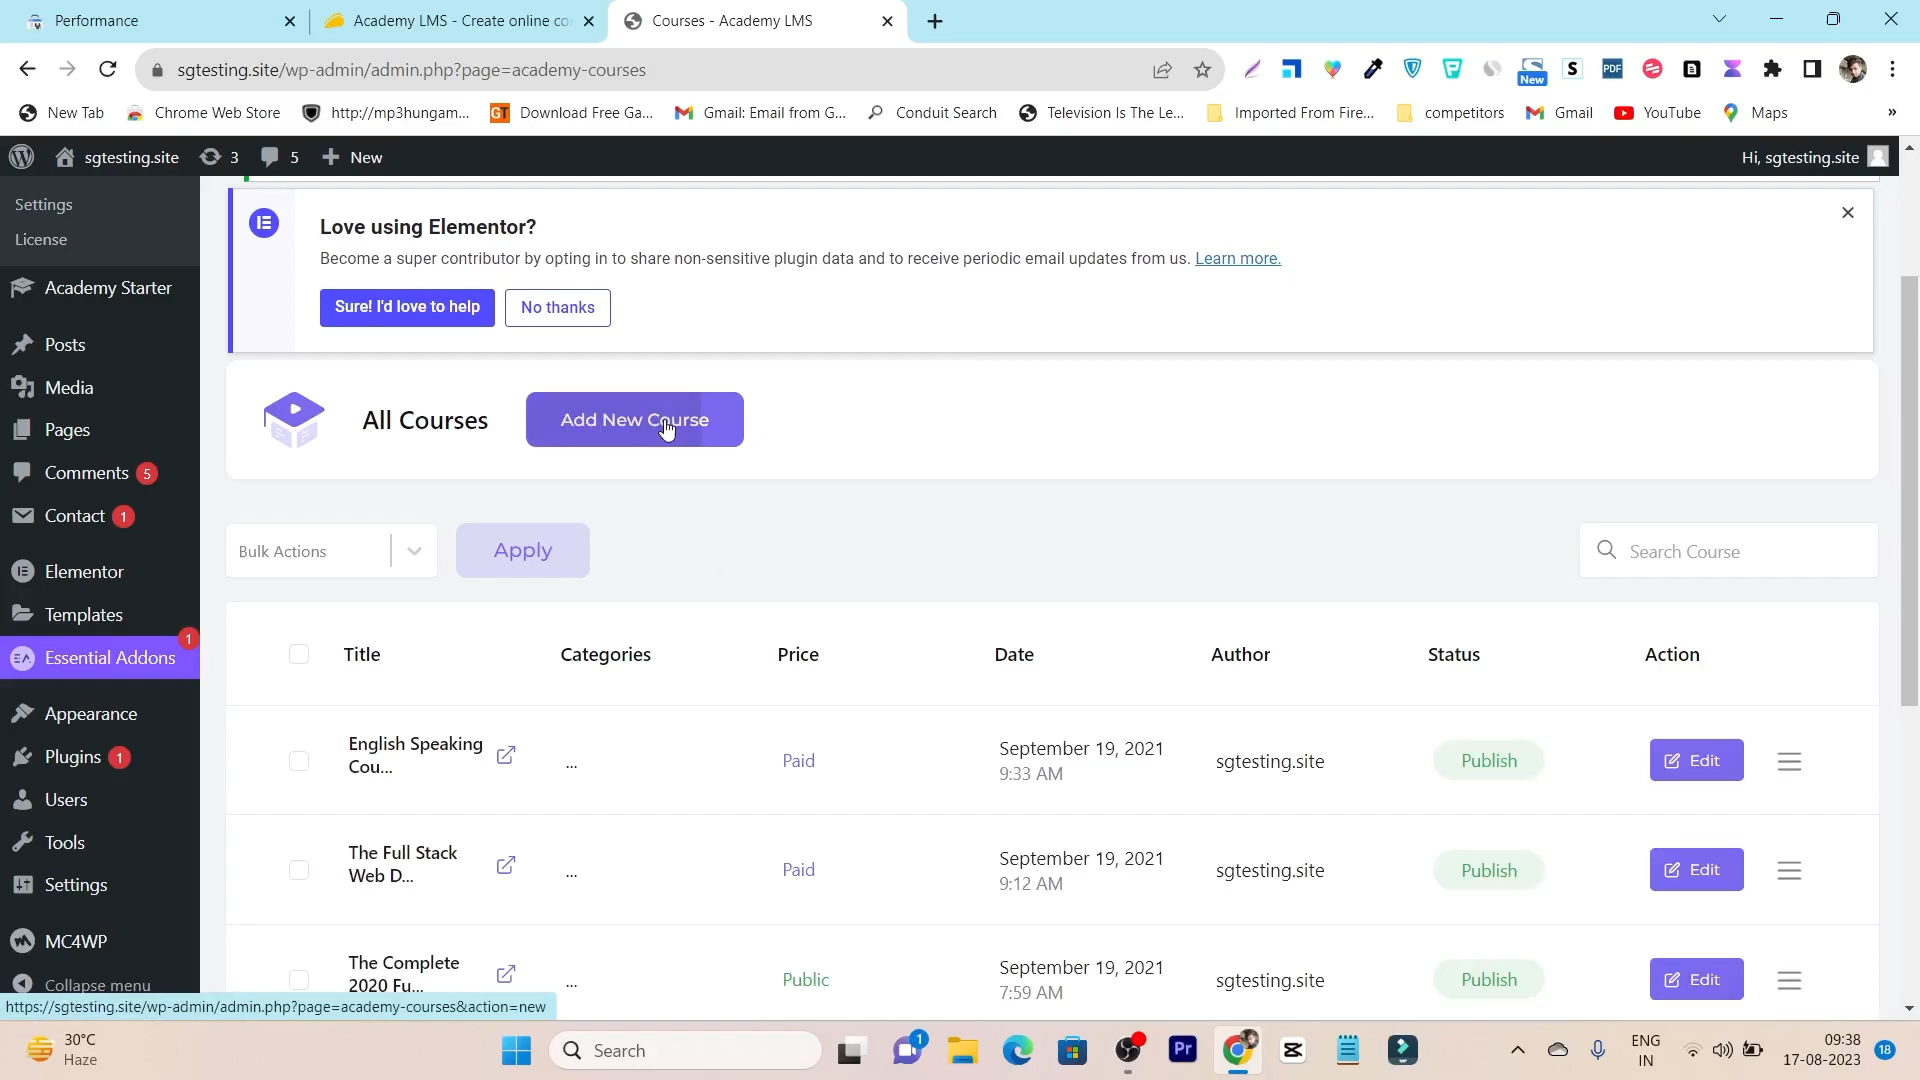 Performance
Academy LMS - Create online co
Courses - Academy LMS
sgtesting.site/wp-admin/admin.php?page=academy-courses
New
S
PDF
New Tab
Chrome Web Store
http://mp3hungam...
GT
Download Free Ga...
Gmail: Email from G...
Conduit Search
Television Is The Le...
Imported From Fire...
competitors
Gmail
YouTube
Maps
»
sgtesting.site
3
5
New
Hi, sgtesting.site
Settings
License
Academy Starter
Posts
Media
Pages
Comments 5
Contact 1
Elementor
Templates
1
Essential Addons
Appearance
Plugins 1
Users
Tools
Settings
MC4WP
Collapse menu
Love using Elementor?
Become a super contributor by opting in to share non-sensitive plugin data and to receive periodic email updates from us. Learn more.
Sure! I'd love to help
No thanks
All Courses
Add New Course
Bulk Actions
Apply
Search Course
Title
Categories
Price
Date
Author
Status
Action
English Speaking
Cou...
...
Paid
September 19, 2021
9:33 AM
sgtesting.site
Publish
Edit
The Full Stack
Web D...
...
Paid
September 19, 2021
9:12 AM
sgtesting.site
Publish
Edit
The Complete
2020 Fu...
...
Public
September 19, 2021
7:59 AM
sgtesting.site
Publish
Edit
https://sgtesting.site/wp-admin/admin.php?page=academy-courses&action=new
30°C
Haze
Search
1
Pr
ENG
IN
09:38
17-08-2023
18